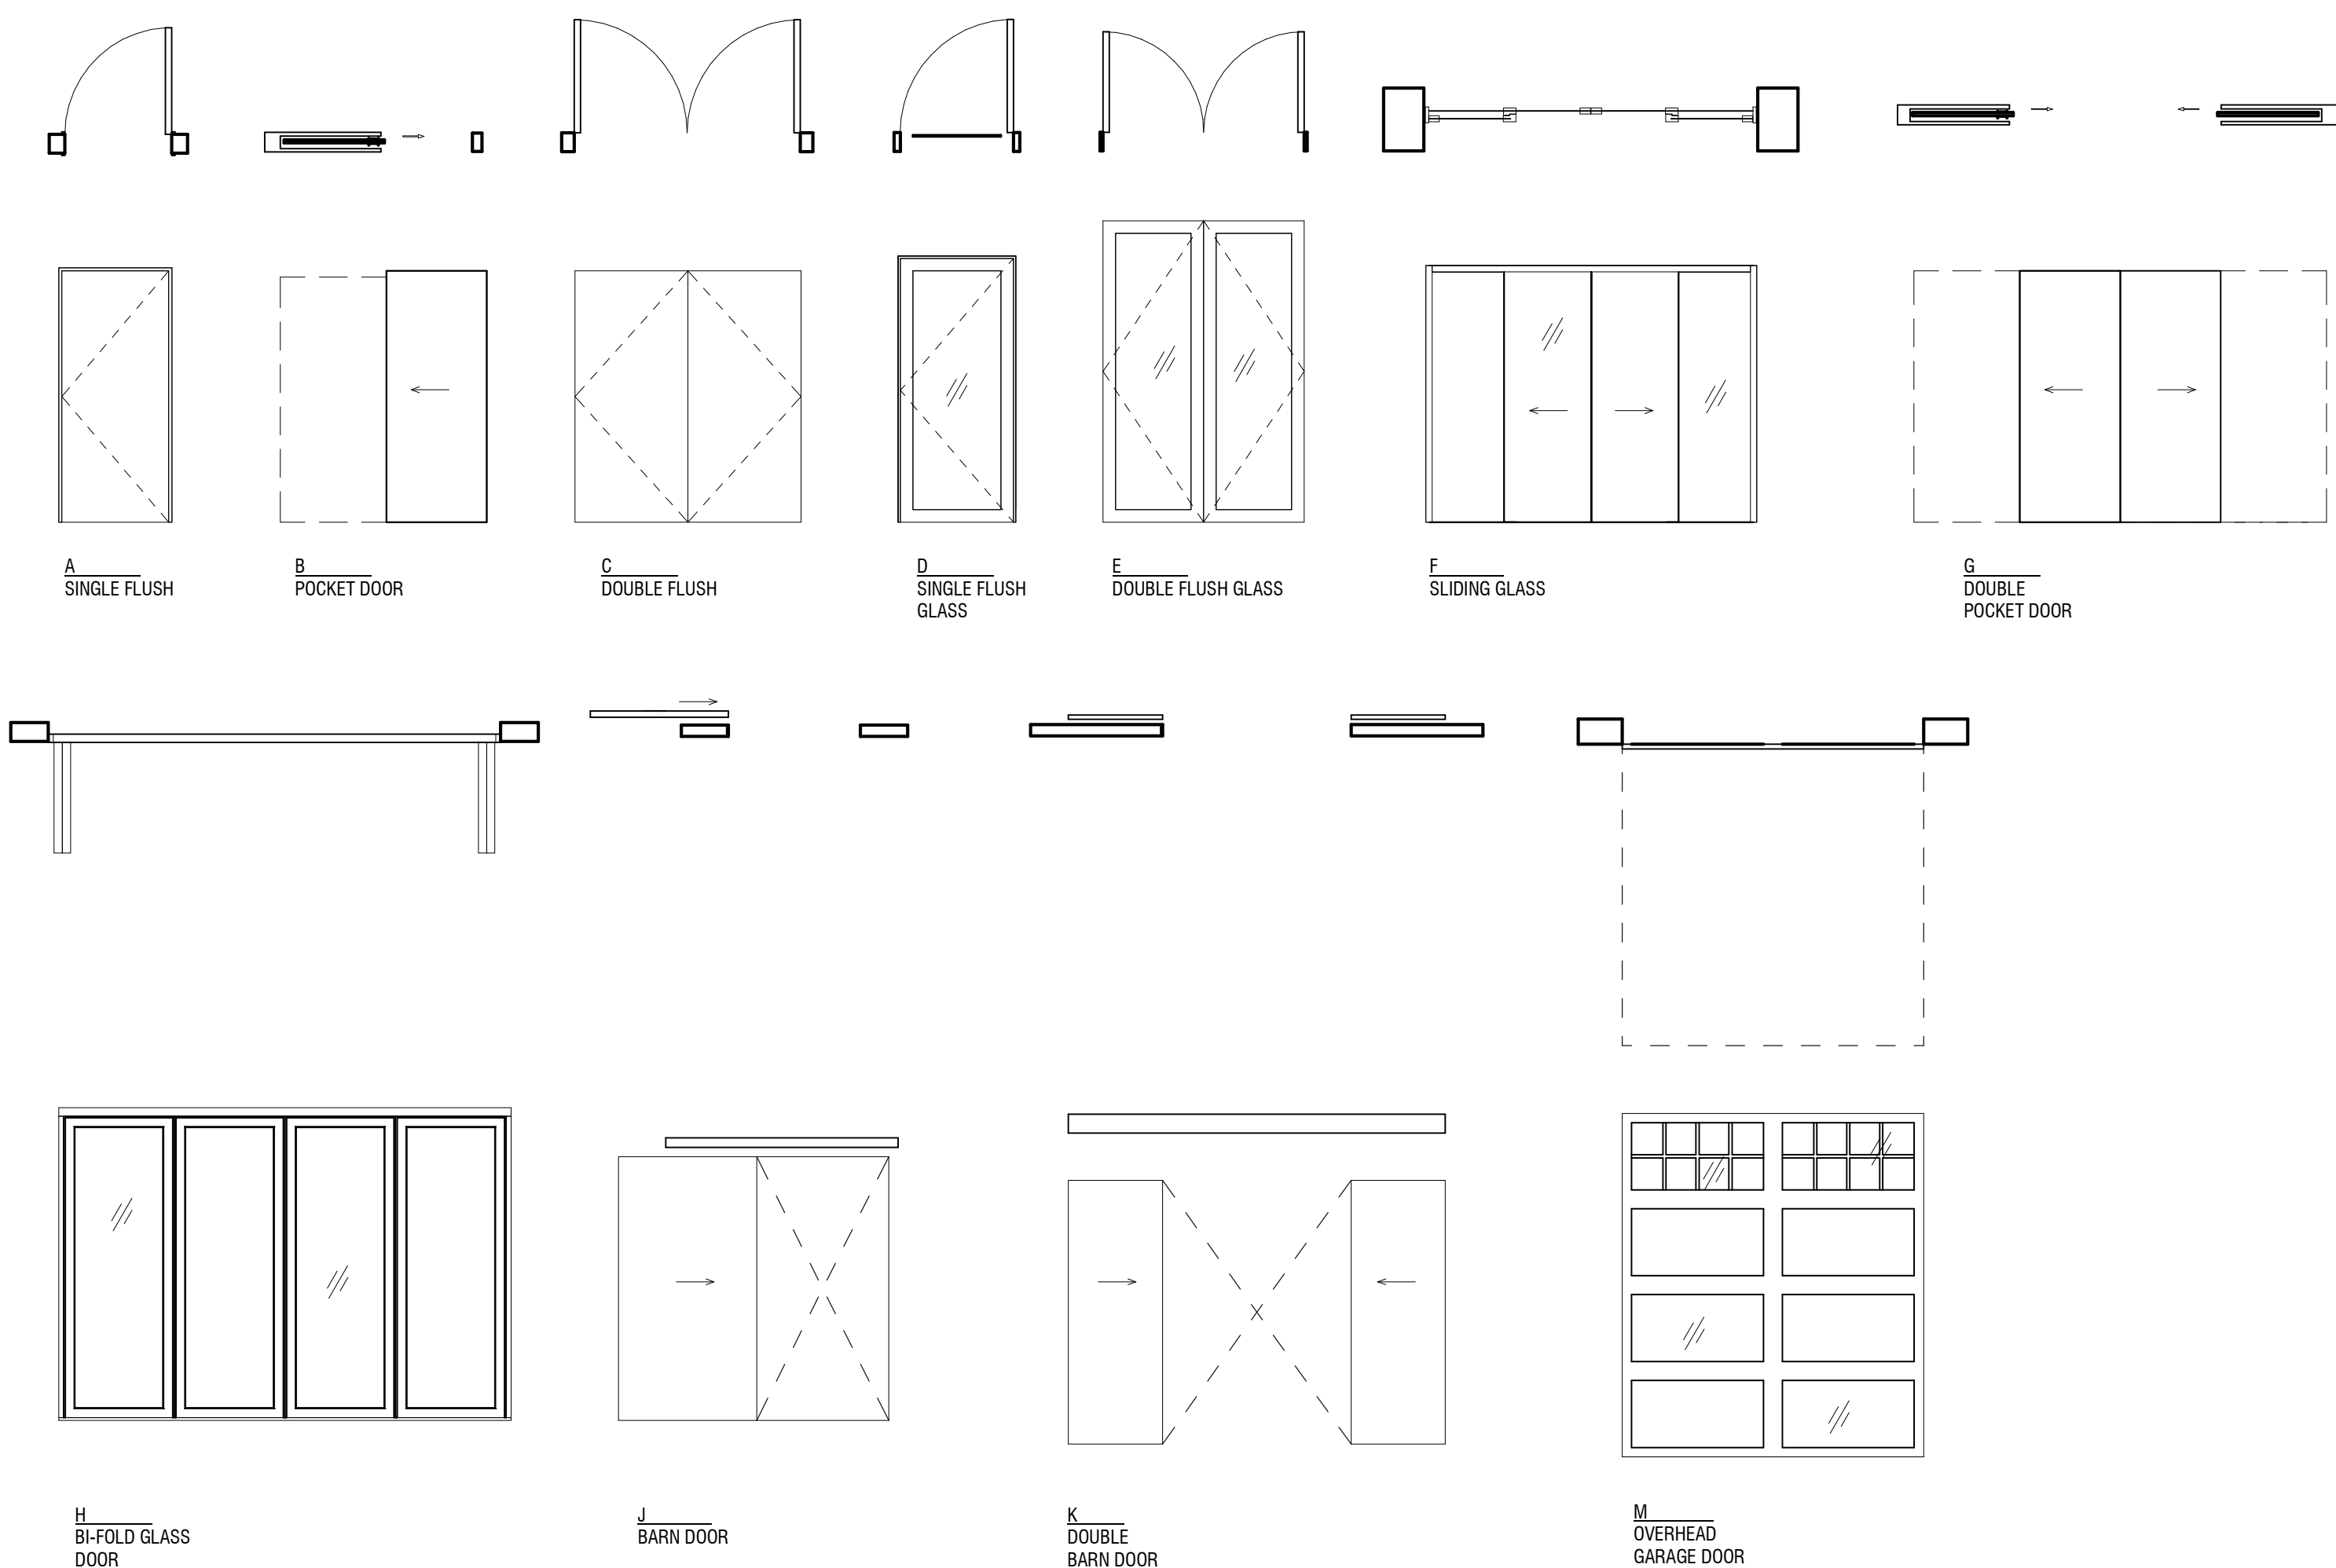 A
SINGLE FLUSH
B
POCKET DOOR
C
DOUBLE FLUSH
D
SINGLE FLUSH
GLASS
E
DOUBLE FLUSH GLASS
F
SLIDING GLASS
G
DOUBLE
POCKET DOOR
H
BI-FOLD GLASS
DOOR
J
BARN DOOR
K
DOUBLE
BARN DOOR
M
OVERHEAD
GARAGE DOOR